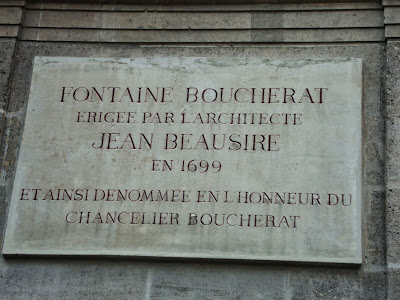 FONTAINE BOUCHERAT
ERIGEE PAR L'ARCHITECTE
JEAN BEAUSIRE
EN 1699
ET AINSI DENOMMEE EN L'HONNEUR DU
CHANCELIER BOUCHERAT